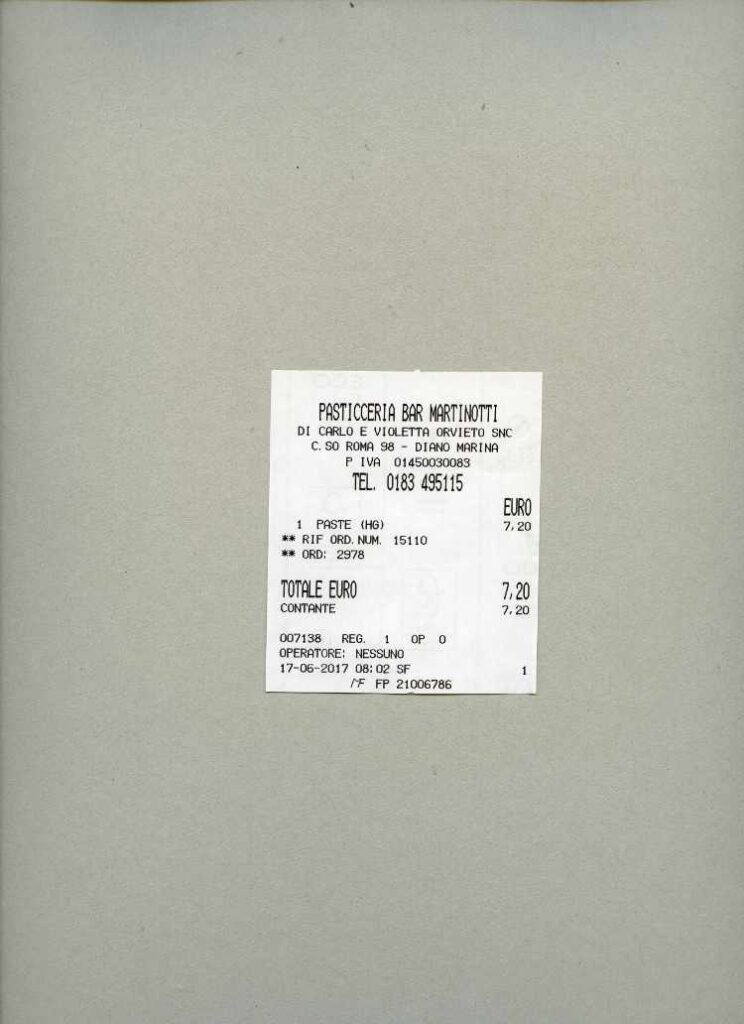 PASTICCERIA BAR MARTINOTTI
DI CARLO E VIOLETTA ORVIETO SNC
C.SO ROMA 98 - DIANO MARINA
P IVA 01450030083
TEL. 0183 495115
EURO
1 PASTE (HG) 7,20
** RIF ORD.NUM. 15110
** ORD: 2978
TOTALE EURO 7,20
CONTANTE 7,20
007138 REG. 1 OP 0
OPERATORE: NESSUNO
17-06-2017 08:02 SF 1
FP 21006786